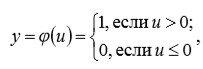 y = φ(u) = {1, если u > 0;
0, если u ≤ 0 ,